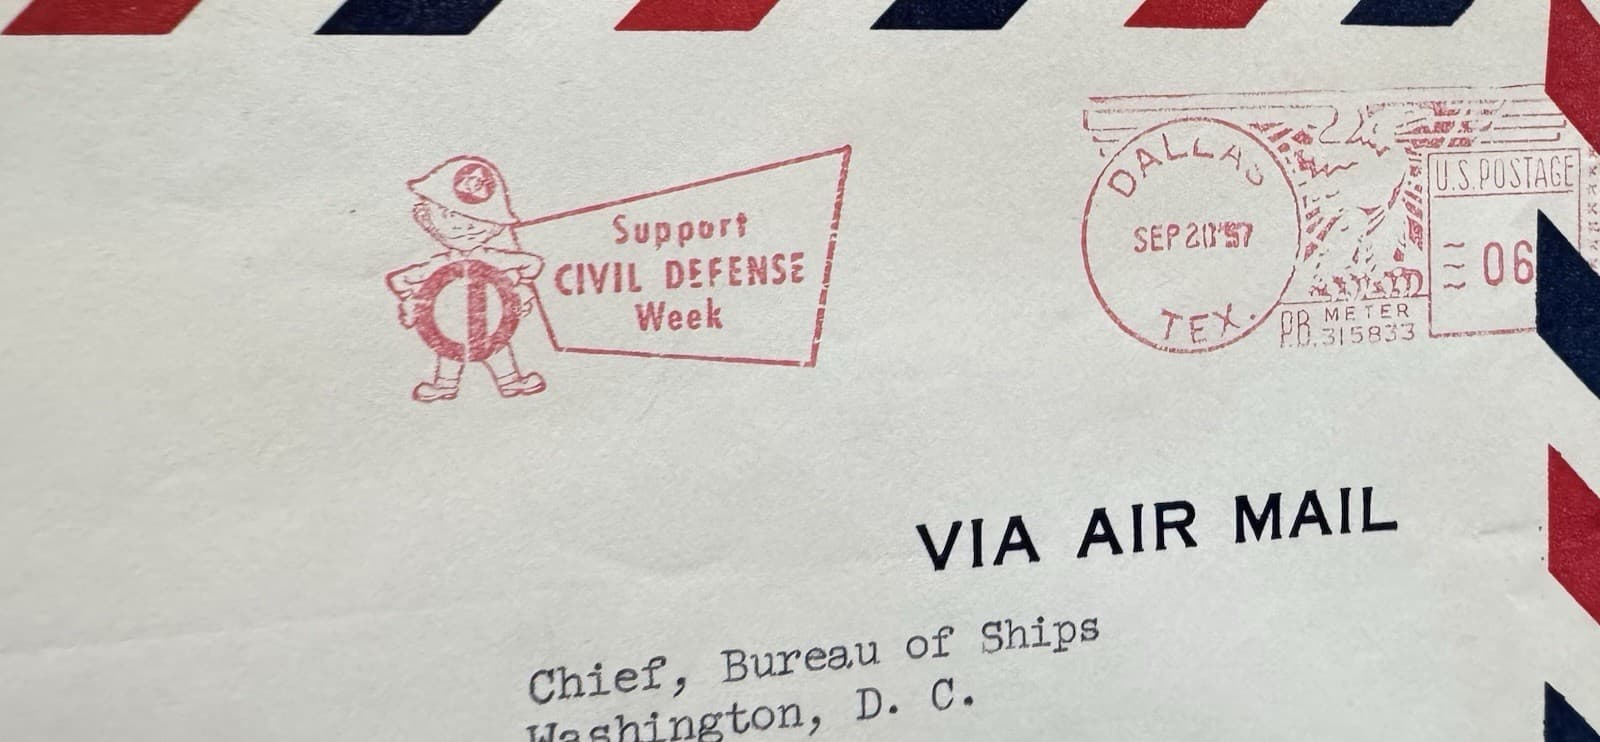 Support
CIVIL DEFENSE
Week
DALLAS
SEP 20 '57
TEX.
U.S. POSTAGE
06
P.B. METER
315833
VIA AIR MAIL
Chief, Bureau of Ships
Washington, D. C.